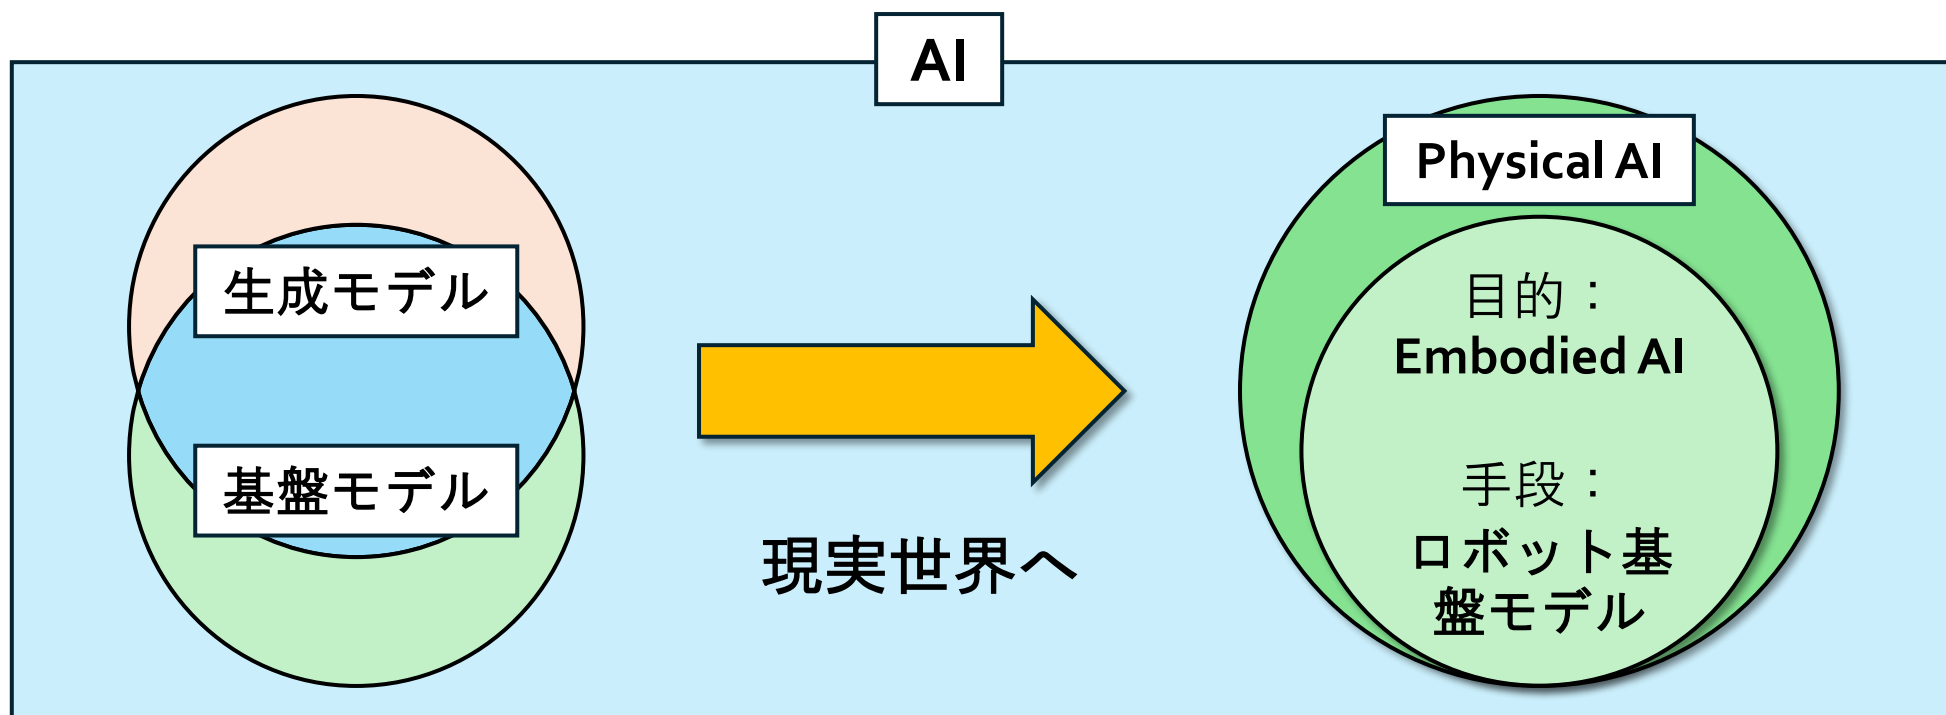 AI
生成モデル
基盤モデル
現実世界へ
Physical AI
目的：
Embodied AI
手段：
ロボット基
盤モデル